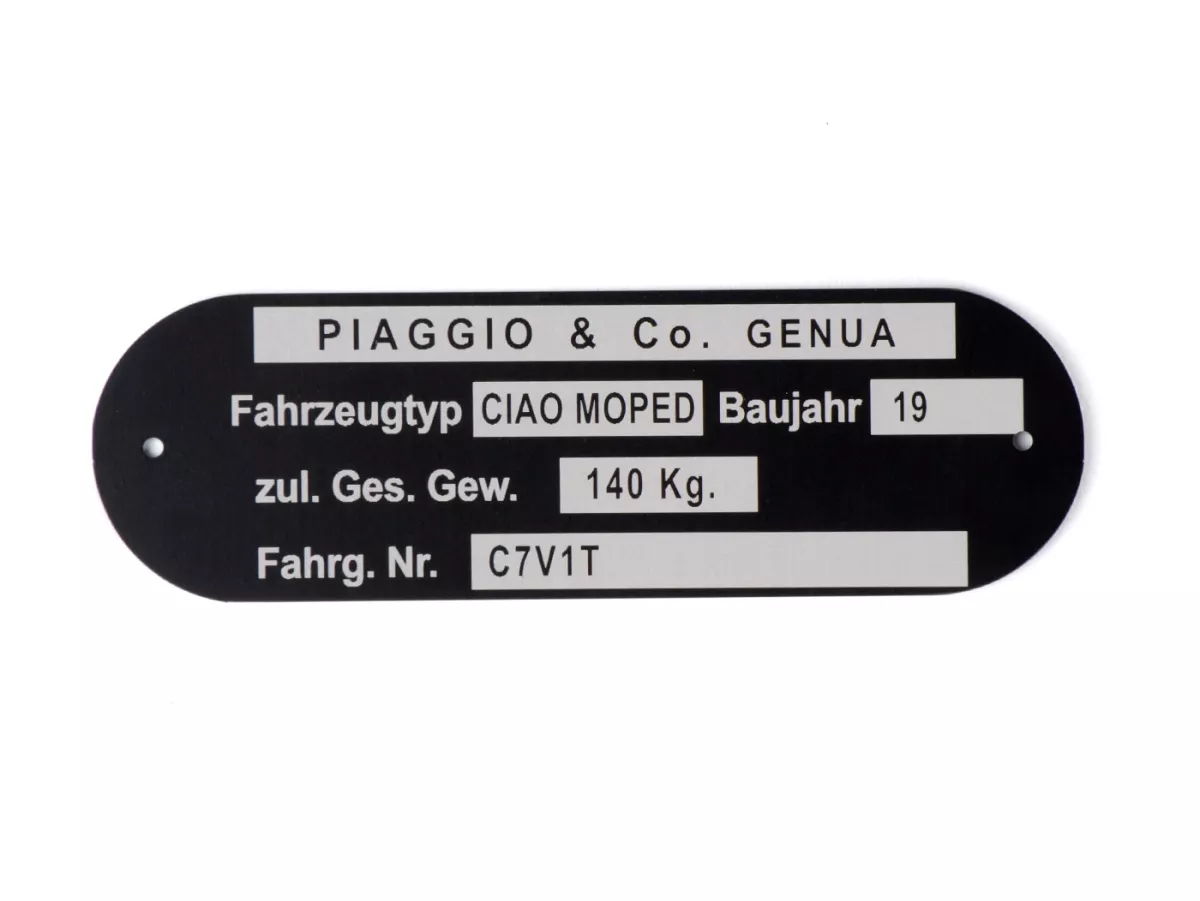 PIAGGIO & Co. GENUA
Fahrzeugtyp CIAO MOPED Baujahr 19
zul. Ges. Gew. 140 Kg.
Fahrg. Nr. C7V1T